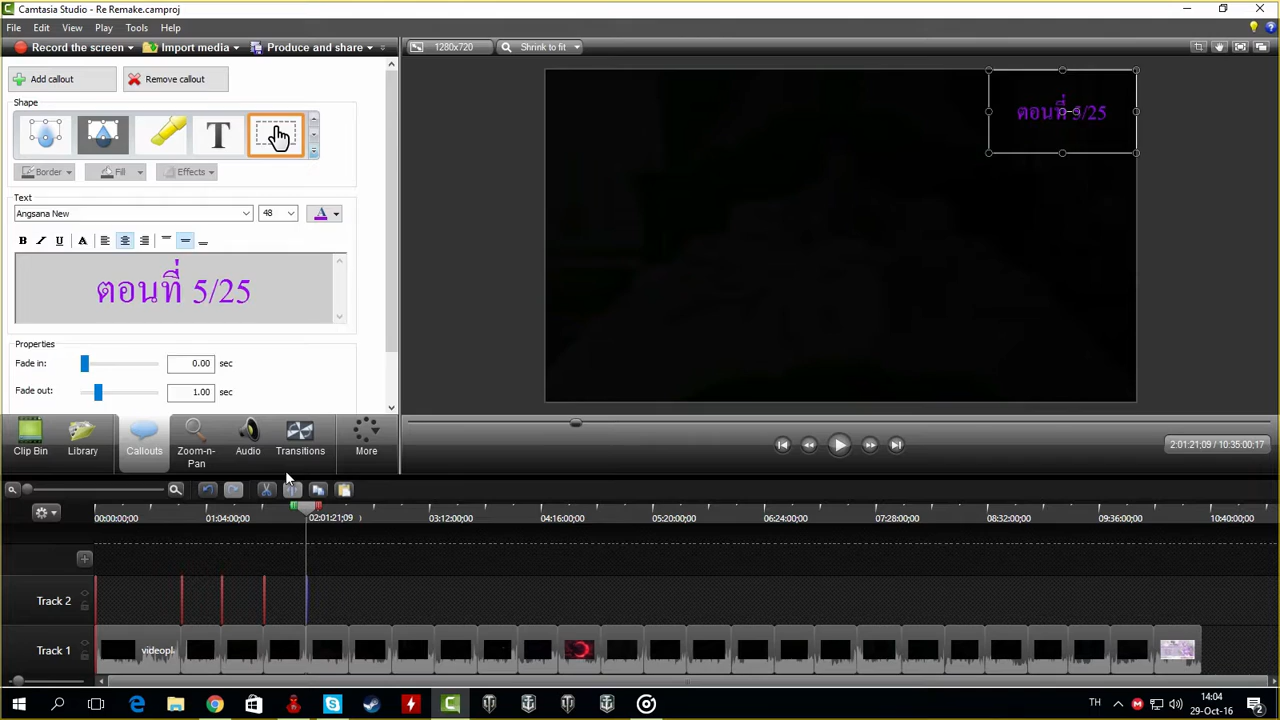 Camtasia Studio - Re Remake.camproj
File Edit View Play Tools Help
Record the screen Import media Produce and share
1280x720 Shrink to fit
Add callout Remove callout
Shape
T
Border Fill Effects
Text
Angsana New 48 A
B I U A
ตอนที่ 5/25
ตอนที่ 5/25
Properties
Fade in: 0.00 sec
Fade out: 1.00 sec
Clip Bin Library Callouts Zoom-n-Pan Audio Transitions More
2:01:21;09 / 10:35:00;17
00:00:00;00 01:04:00;00 02:01:21;09 03:12:00;00 04:16:00;00 05:20:00;00 06:24:00;00 07:28:00;00 08:32:00;00 09:36:00;00 10:40:00;00
Track 2
Track 1 videopl
TH 14:04
29-Oct-16 2